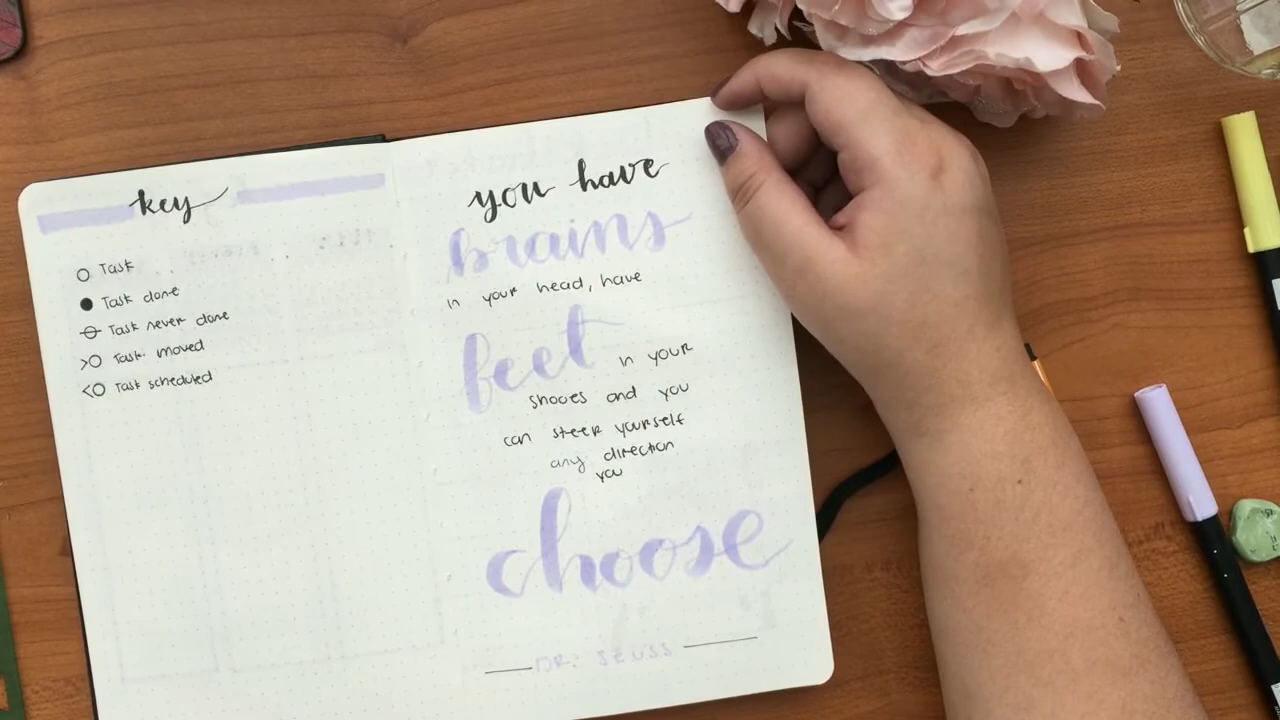 key
○ Task
● Task done
⦵ Task never done
>○ Task moved
<○ Task scheduled
you have
brains
in your head, have
feet in your
shooes and you
can steer yourself
any direction
you
choose
DR. Seuss